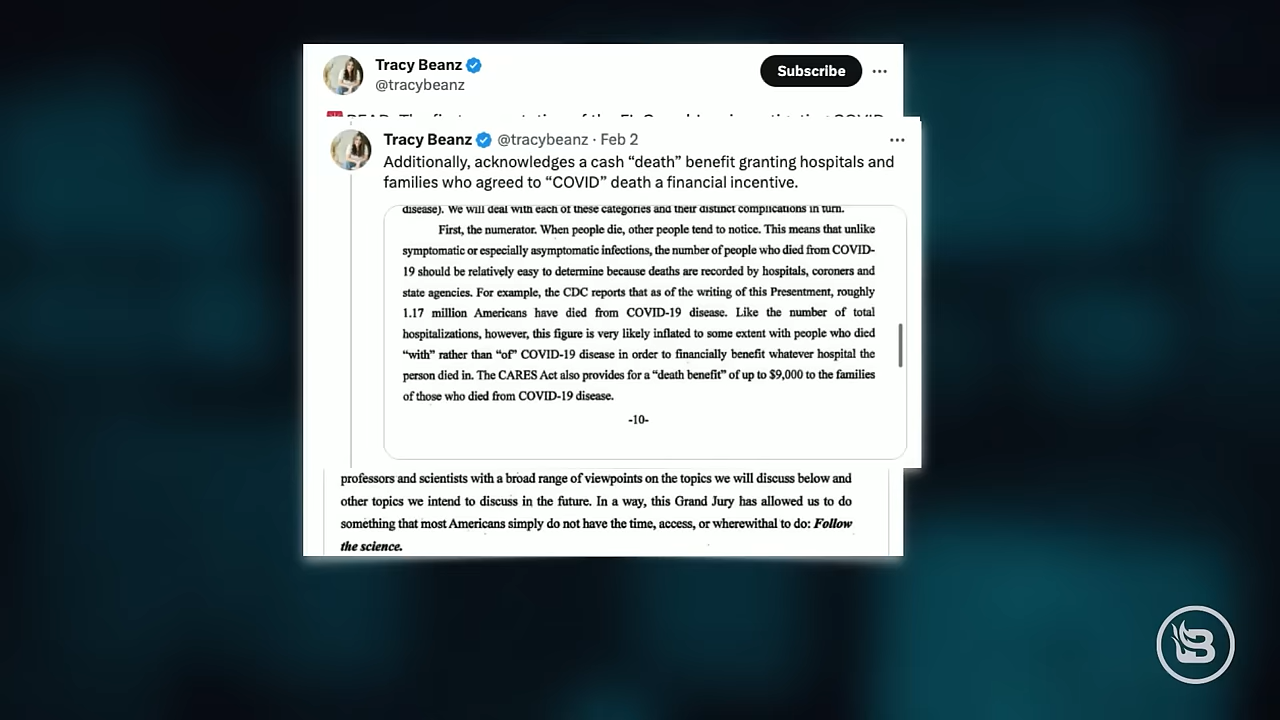 Tracy Beanz
@tracybeanz
Subscribe
Tracy Beanz @tracybeanz · Feb 2
Additionally, acknowledges a cash “death” benefit granting hospitals and
families who agreed to “COVID” death a financial incentive.
disease). We will deal with each of these categories and their distinct complications in turn.
First, the numerator. When people die, other people tend to notice. This means that unlike
symptomatic or especially asymptomatic infections, the number of people who died from COVID-
19 should be relatively easy to determine because deaths are recorded by hospitals, coroners and
state agencies. For example, the CDC reports that as of the writing of this Presentment, roughly
1.17 million Americans have died from COVID-19 disease. Like the number of total
hospitalizations, however, this figure is very likely inflated to some extent with people who died
“with” rather than “of” COVID-19 disease in order to financially benefit whatever hospital the
person died in. The CARES Act also provides for a “death benefit” of up to $9,000 to the families
of those who died from COVID-19 disease.
-10-
professors and scientists with a broad range of viewpoints on the topics we will discuss below and
other topics we intend to discuss in the future. In a way, this Grand Jury has allowed us to do
something that most Americans simply do not have the time, access, or wherewithal to do: Follow
the science.
B